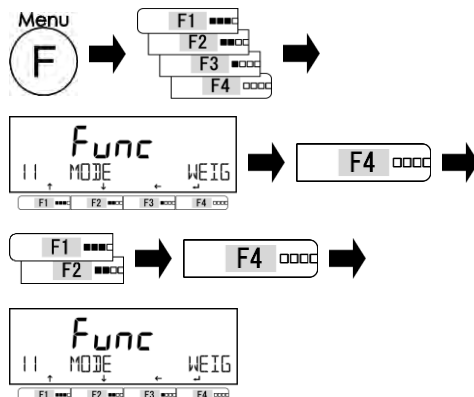 Menu
F
F1
F2
F3
F4
Func
11 MODE WEIG
↑ ↓ ← ↵
F1 F2 F3 F4
F4
F1
F2
F4
Func
11 MODE WEIG
↑ ↓ ← ↵
F1 F2 F3 F4